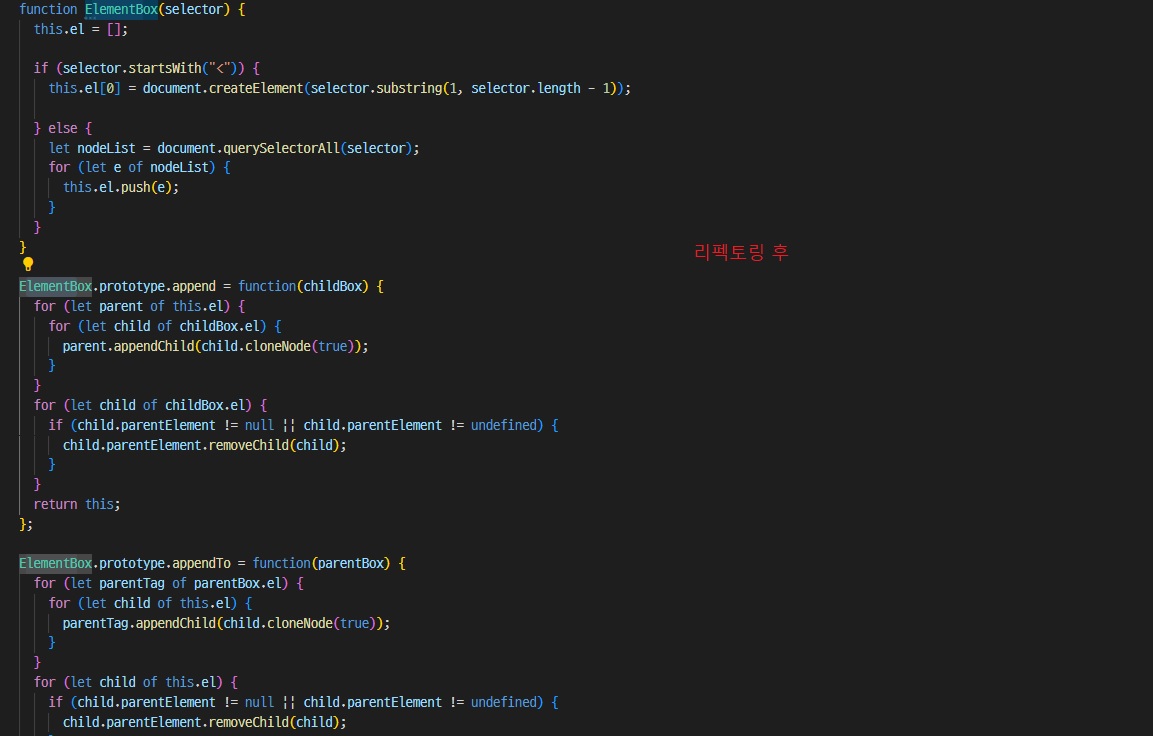 function ElementBox(selector) {
  this.el = [];
  if (selector.startsWith("<")) {
    this.el[0] = document.createElement(selector.substring(1, selector.length - 1));
  } else {
    let nodeList = document.querySelectorAll(selector);
    for (let e of nodeList) {
      this.el.push(e);
    }
  }
}
리펙토링 후
ElementBox.prototype.append = function(childBox) {
  for (let parent of this.el) {
    for (let child of childBox.el) {
      parent.appendChild(child.cloneNode(true));
    }
  }
  for (let child of childBox.el) {
    if (child.parentElement != null || child.parentElement != undefined) {
      child.parentElement.removeChild(child);
    }
  }
  return this;
};
ElementBox.prototype.appendTo = function(parentBox) {
  for (let parentTag of parentBox.el) {
    for (let child of this.el) {
      parentTag.appendChild(child.cloneNode(true));
    }
  }
  for (let child of this.el) {
    if (child.parentElement != null || child.parentElement != undefined) {
      child.parentElement.removeChild(child);